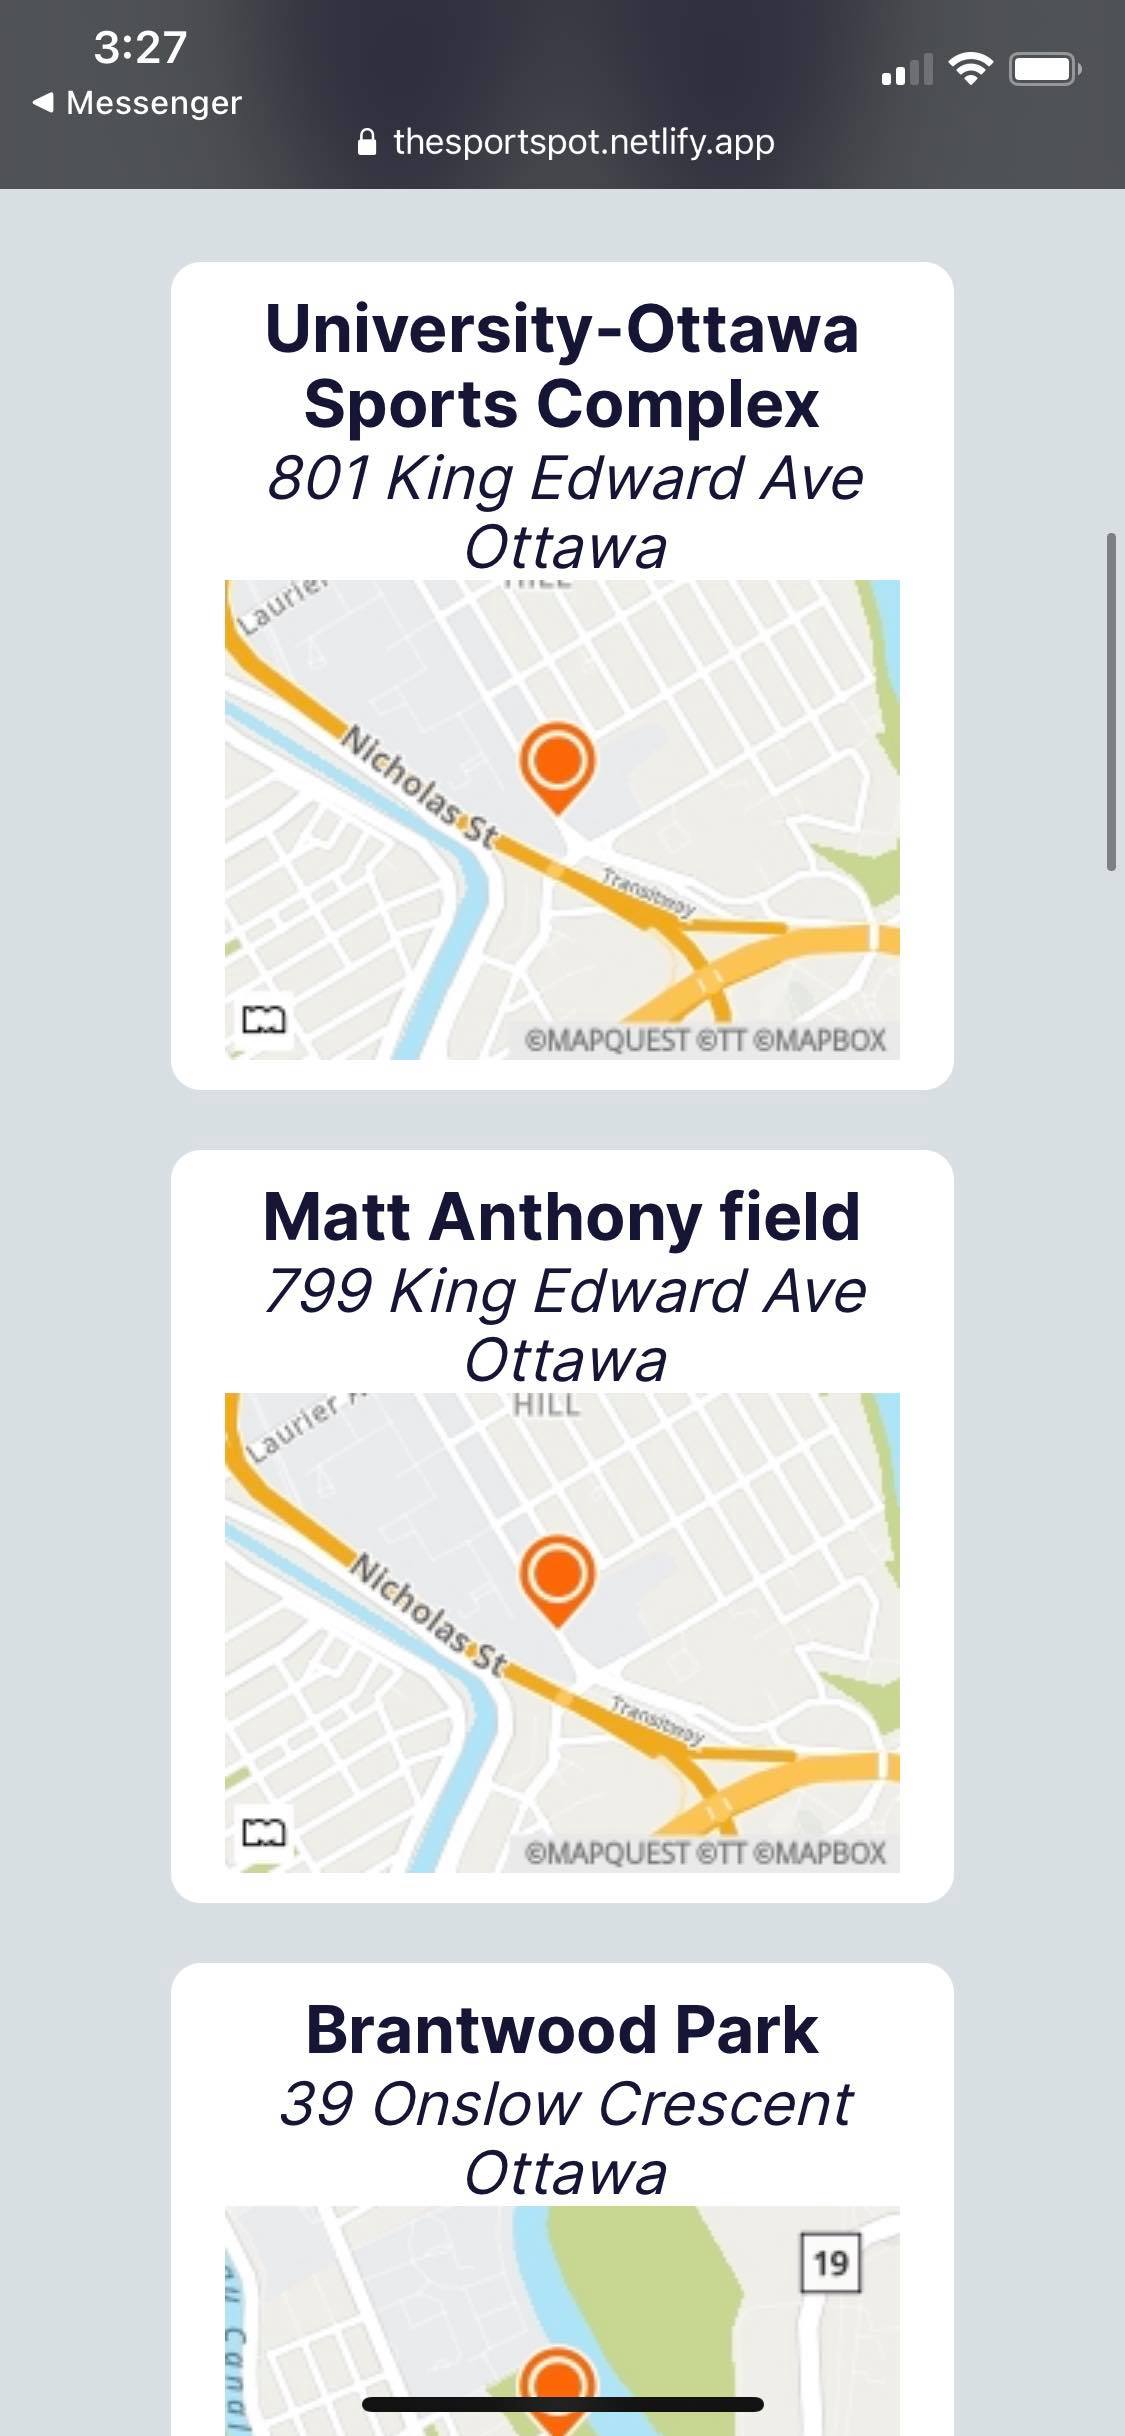 3:27
Messenger
thesportspot.netlify.app
University-Ottawa
Sports Complex
801 King Edward Ave
Ottawa
Laurier
HILL
Nicholas St
Transitway
©MAPQUEST ©TT ©MAPBOX
Matt Anthony field
799 King Edward Ave
Ottawa
Laurier
HILL
Nicholas St
Transitway
©MAPQUEST ©TT ©MAPBOX
Brantwood Park
39 Onslow Crescent
Ottawa
19
Canal